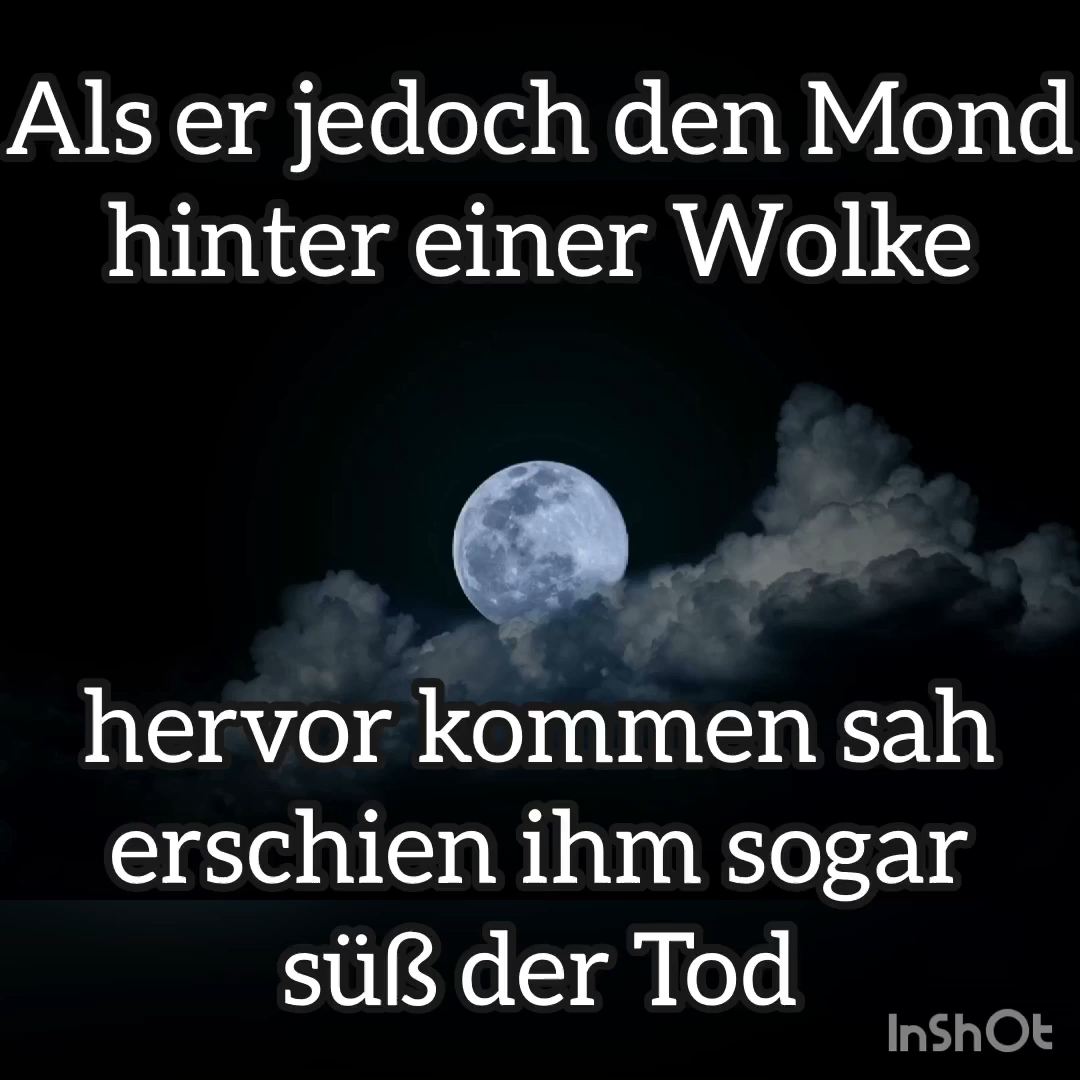 Als er jedoch den Mond
hinter einer Wolke
hervor kommen sah
erschien ihm sogar
süß der Tod
InShOt